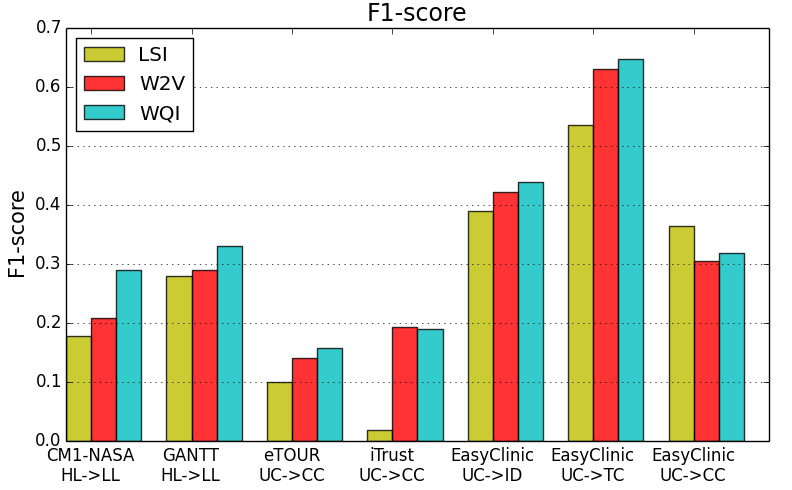 F1-score
0.7
0.6
0.5
0.4
0.3
0.2
0.1
0.0
F1-score
LSI
W2V
WQI
CM1-NASA
HL->LL
GANTT
HL->LL
eTOUR
UC->CC
iTrust
UC->CC
EasyClinic
UC->ID
EasyClinic
UC->TC
EasyClinic
UC->CC